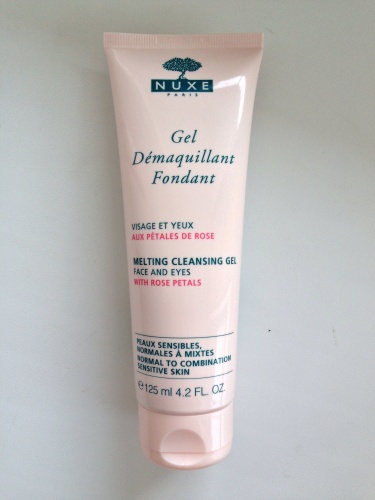 NUXE
PARIS
Gel
Démaquillant
Fondant
VISAGE ET YEUX
AUX PÉTALES DE ROSE
MELTING CLEANSING GEL
FACE AND EYES
WITH ROSE PETALS
PEAUX SENSIBLES,
NORMALES À MIXTES
NORMAL TO COMBINATION
SENSITIVE SKIN
℮125 ml 4.2 FL. OZ.